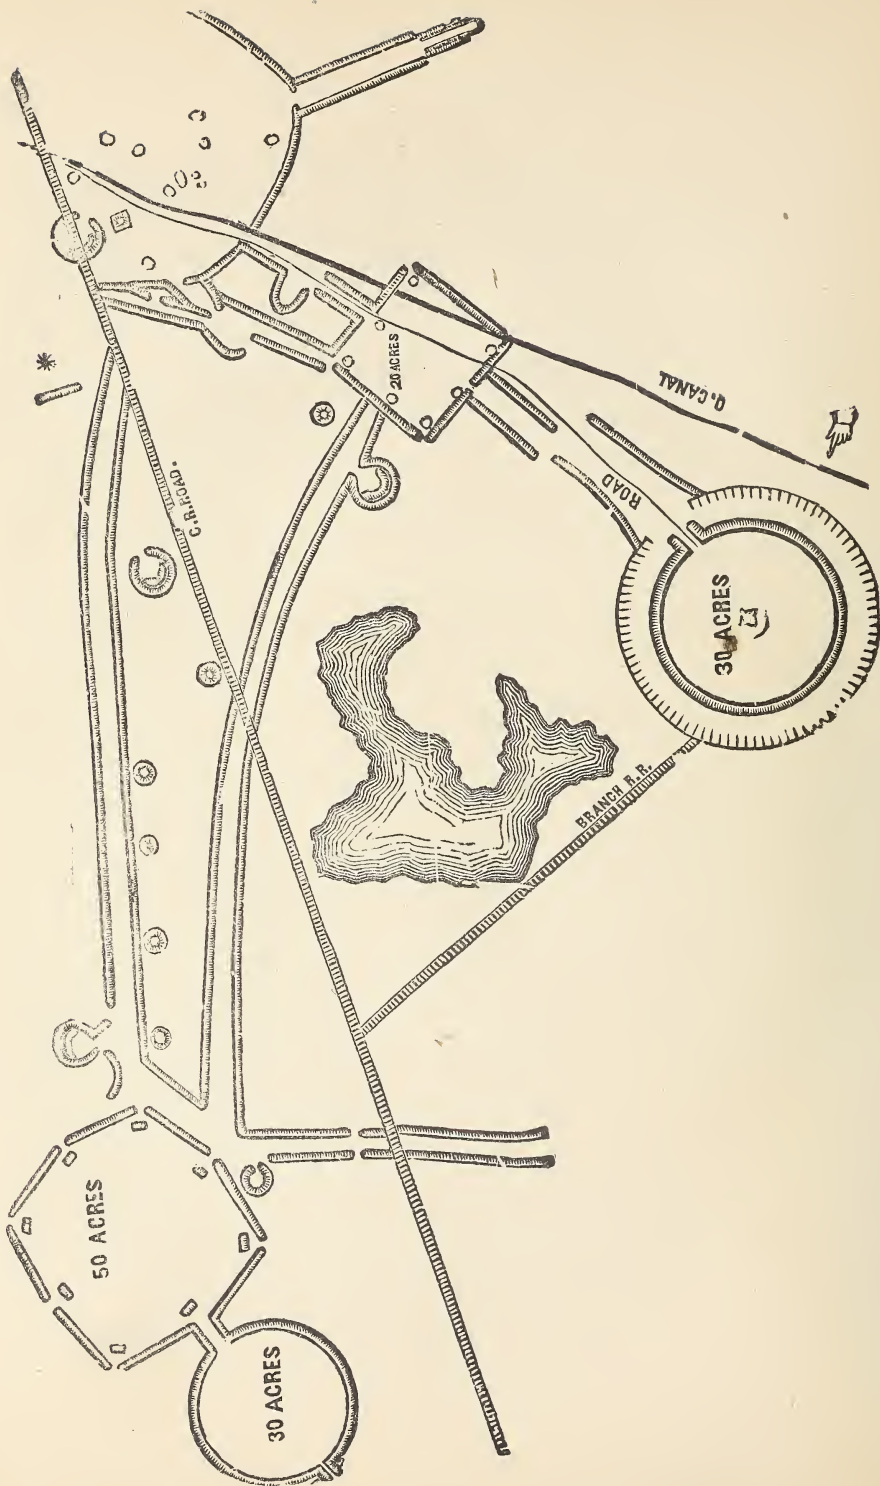 20 ACRES
O.CANAL
C.R.ROAD.
ROAD
30 ACRES
BRANCH R.R.
50 ACRES
30 ACRES